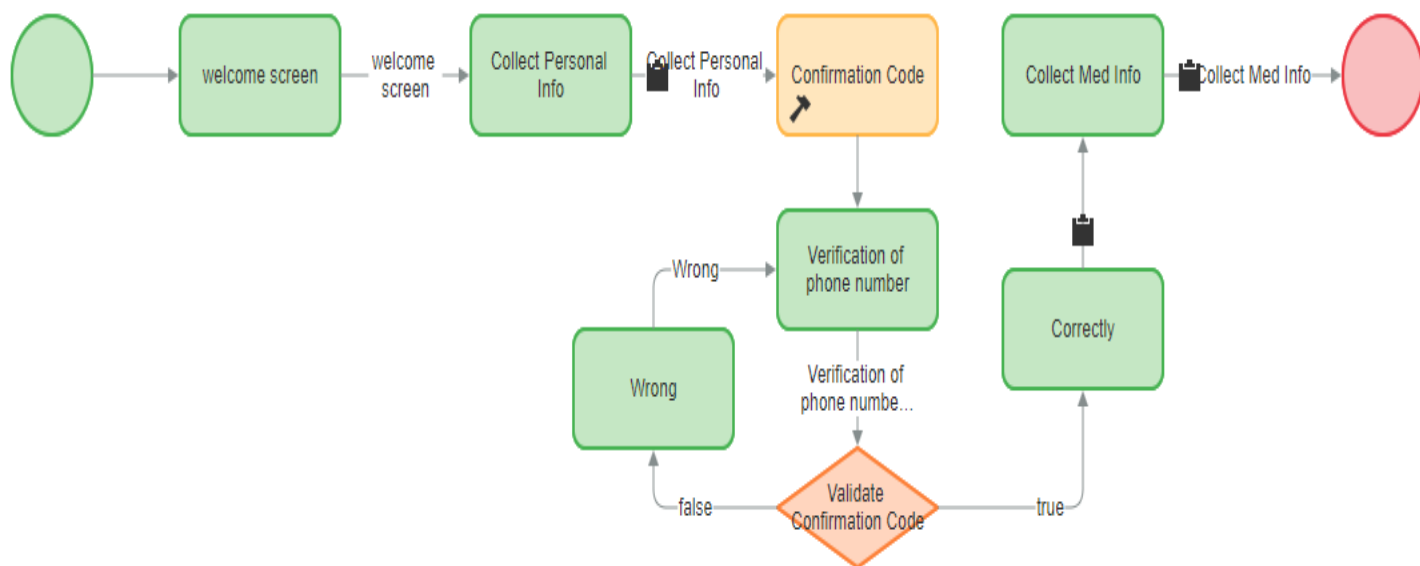 welcome screen
welcome
screen
Collect Personal
Info
Collect Personal
Info
Confirmation Code
Collect Med Info
Collect Med Info
Verification of
phone number
Wrong
Wrong
Correctly
Verification of
phone numbe...
Validate
Confirmation Code
false
true